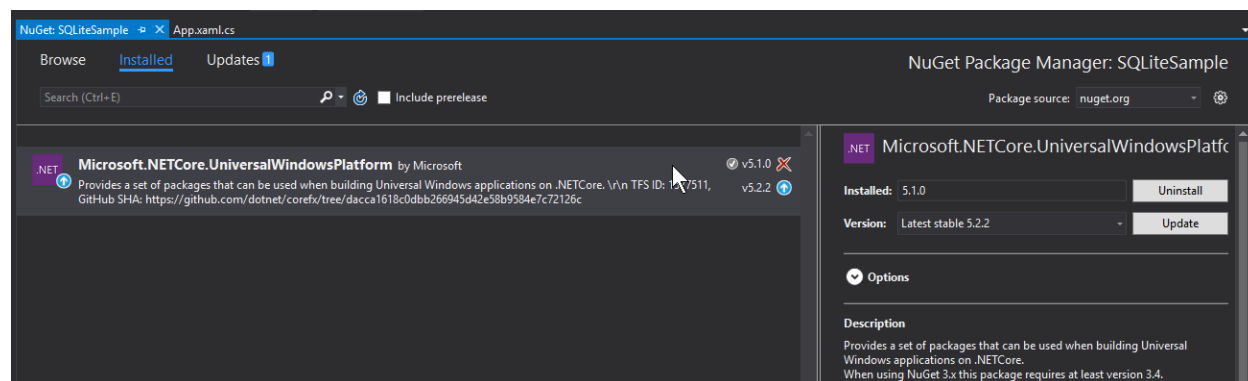 NuGet: SQLiteSample App.xaml.cs
Browse Installed Updates 1
NuGet Package Manager: SQLiteSample
Search (Ctrl+E) Include prerelease
Package source: nuget.org
.NET Microsoft.NETCore.UniversalWindowsPlatform by Microsoft v5.1.0
Provides a set of packages that can be used when building Universal Windows applications on .NETCore. \r\n TFS ID: v5.2.2
GitHub SHA: https://github.com/dotnet/corefx/tree/dacca1618c0dbb266945d42e58b9584e7c72126c
.NET Microsoft.NETCore.UniversalWindowsPlatfc
Installed: 5.1.0 Uninstall
Version: Latest stable 5.2.2 Update
Options
Description
Provides a set of packages that can be used when building Universal
Windows applications on .NETCore.
When using NuGet 3.x this package requires at least version 3.4.